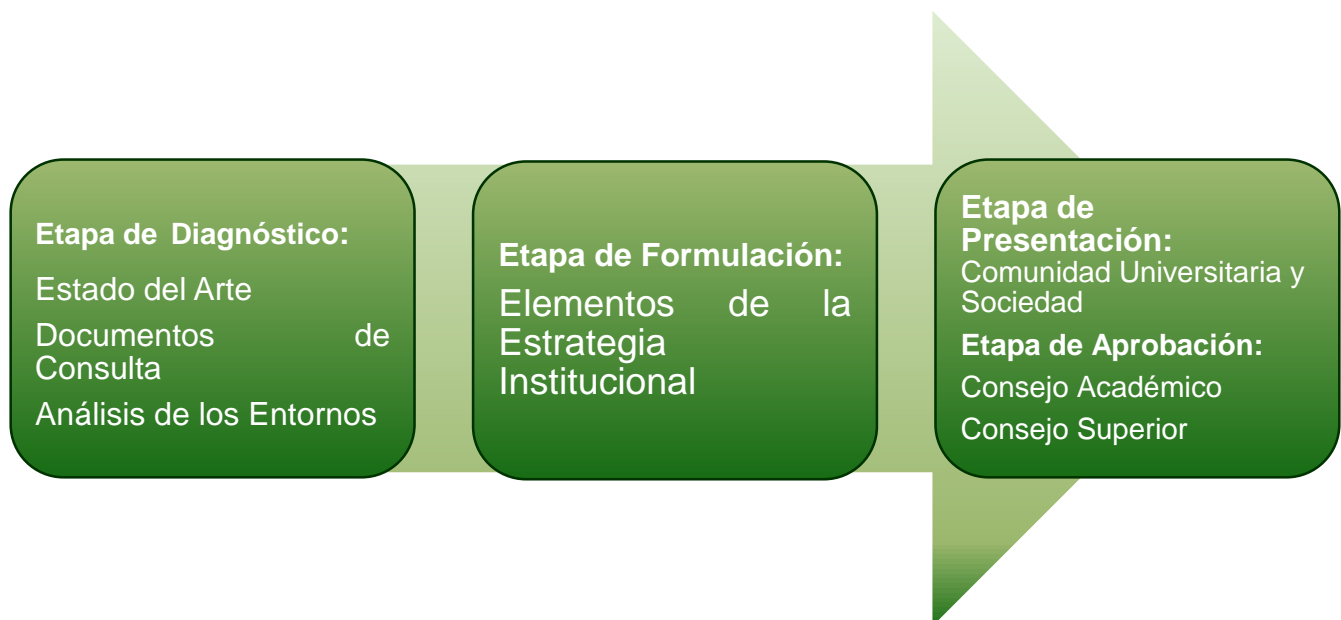 Etapa de Diagnóstico:
Estado del Arte
Documentos de
Consulta
Análisis de los Entornos
Etapa de Formulación:
Elementos de la
Estrategia
Institucional
Etapa de
Presentación:
Comunidad Universitaria y
Sociedad
Etapa de Aprobación:
Consejo Académico
Consejo Superior